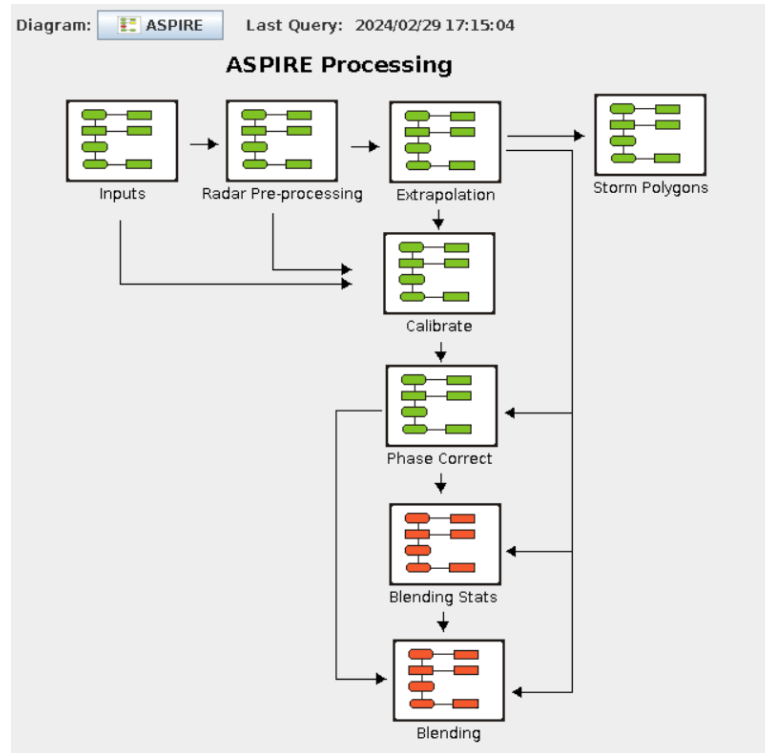 Diagram: ASPIRE Last Query: 2024/02/29 17:15:04
ASPIRE Processing
Inputs
Radar Pre-processing
Extrapolation
Storm Polygons
Calibrate
Phase Correct
Blending Stats
Blending